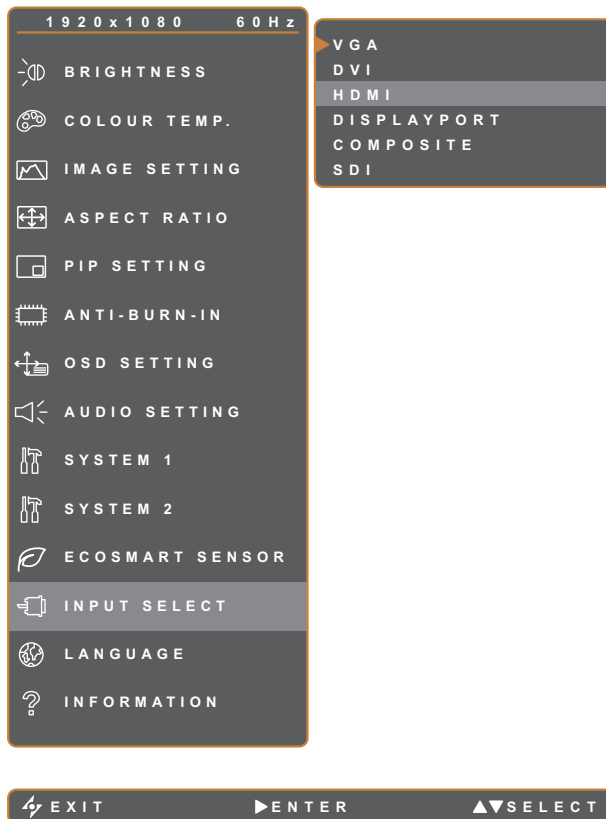 1920x1080 60Hz
BRIGHTNESS
COLOUR TEMP.
IMAGE SETTING
ASPECT RATIO
PIP SETTING
ANTI-BURN-IN
OSD SETTING
AUDIO SETTING
SYSTEM 1
SYSTEM 2
ECOSMART SENSOR
INPUT SELECT
LANGUAGE
INFORMATION
VGA
DVI
HDMI
DISPLAYPORT
COMPOSITE
SDI
EXIT ENTER SELECT